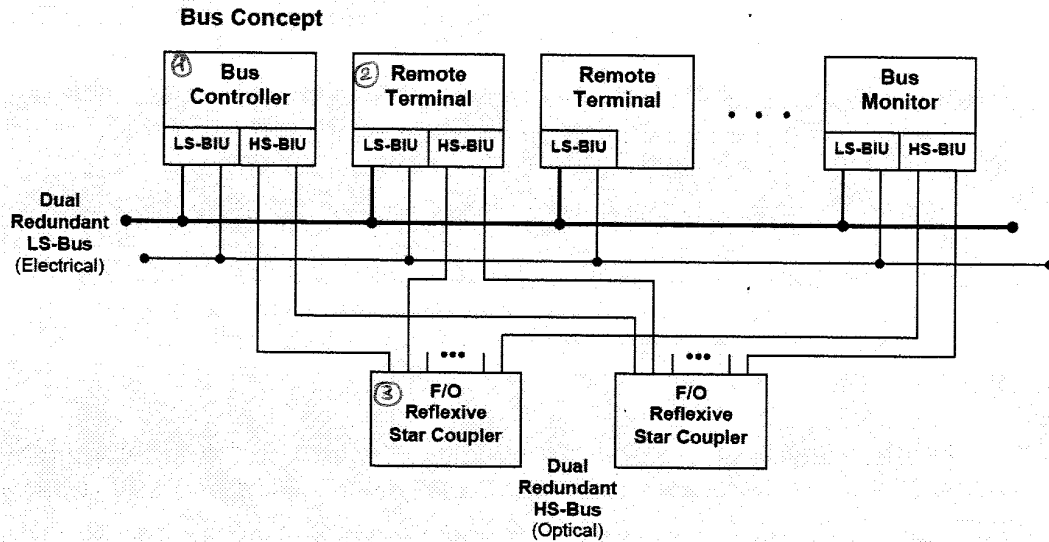 Bus Concept
1
Bus
Controller
LS-BIU
HS-BIU
2
Remote
Terminal
LS-BIU
HS-BIU
Remote
Terminal
LS-BIU
• • •
Bus
Monitor
LS-BIU
HS-BIU
Dual
Redundant
LS-Bus
(Electrical)
•••
3
F/O
Reflexive
Star Coupler
•••
F/O
Reflexive
Star Coupler
Dual
Redundant
HS-Bus
(Optical)